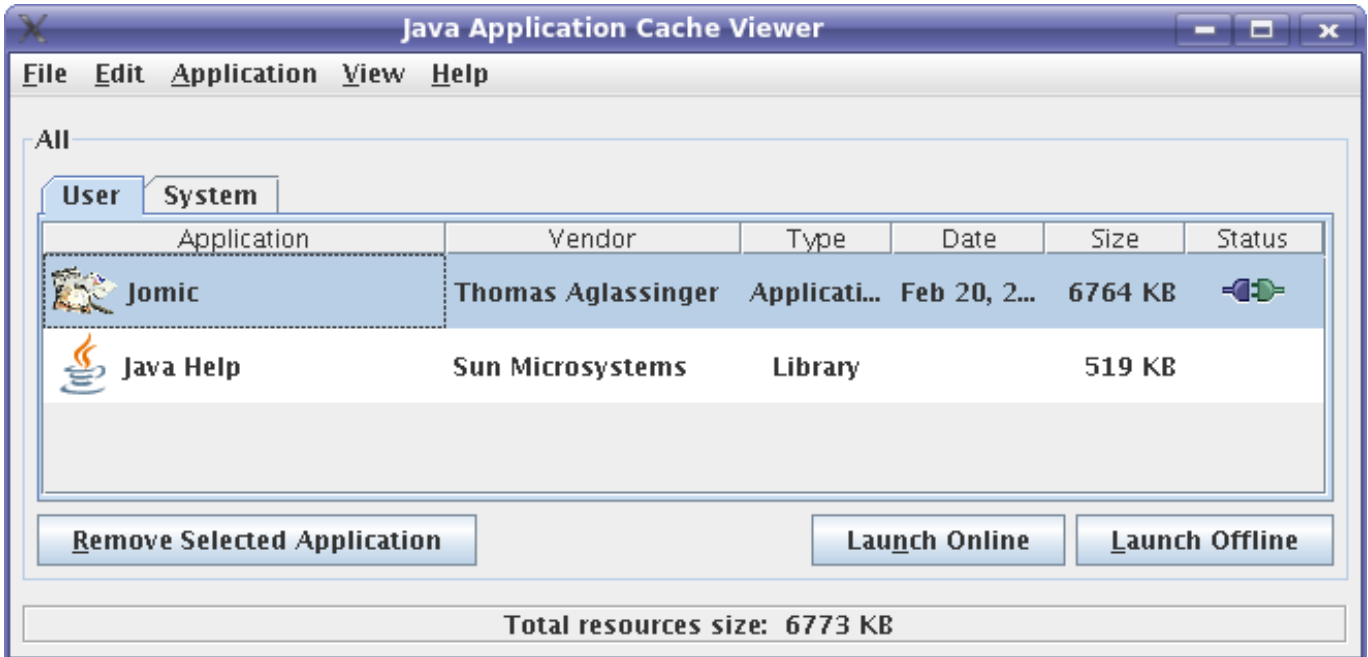 Java Application Cache Viewer
File Edit Application View Help
All
User System
Application Vendor Type Date Size Status
Jomic Thomas Aglassinger Applicati... Feb 20, 2... 6764 KB
Java Help Sun Microsystems Library 519 KB
Remove Selected Application Launch Online Launch Offline
Total resources size: 6773 KB